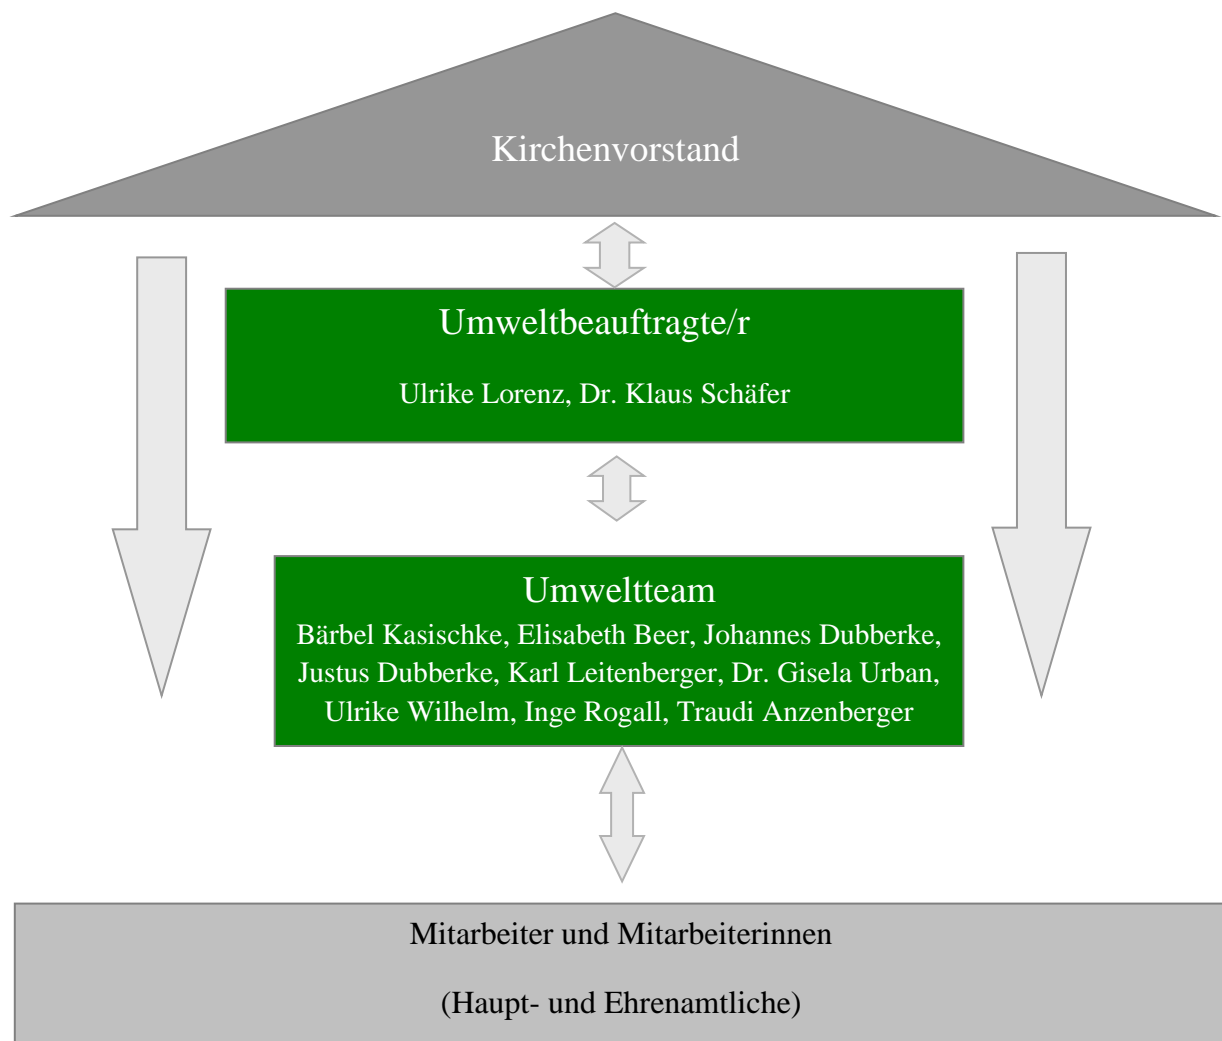 Kirchenvorstand
Umweltbeauftragte/r
Ulrike Lorenz, Dr. Klaus Schäfer
Umweltteam
Bärbel Kasischke, Elisabeth Beer, Johannes Dubberke,
Justus Dubberke, Karl Leitenberger, Dr. Gisela Urban,
Ulrike Wilhelm, Inge Rogall, Traudi Anzenberger
Mitarbeiter und Mitarbeiterinnen
(Haupt- und Ehrenamtliche)